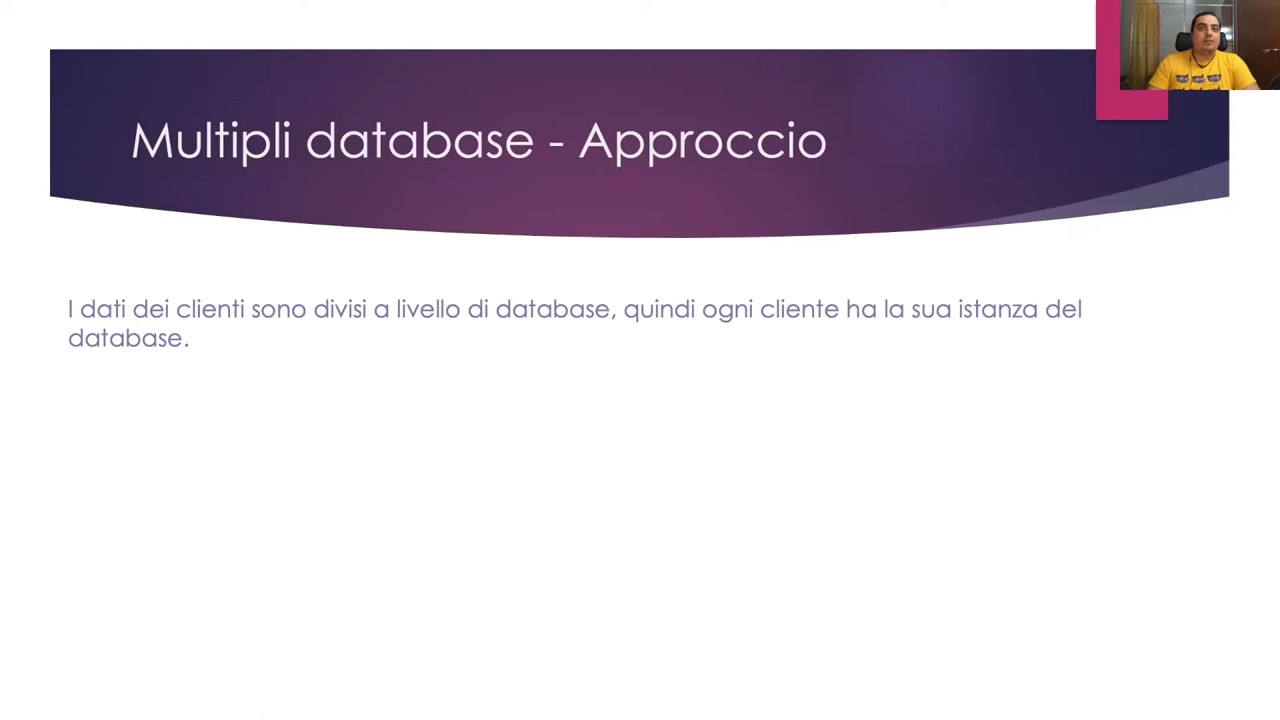 Multipli database - Approccio
I dati dei clienti sono divisi a livello di database, quindi ogni cliente ha la sua istanza del
database.